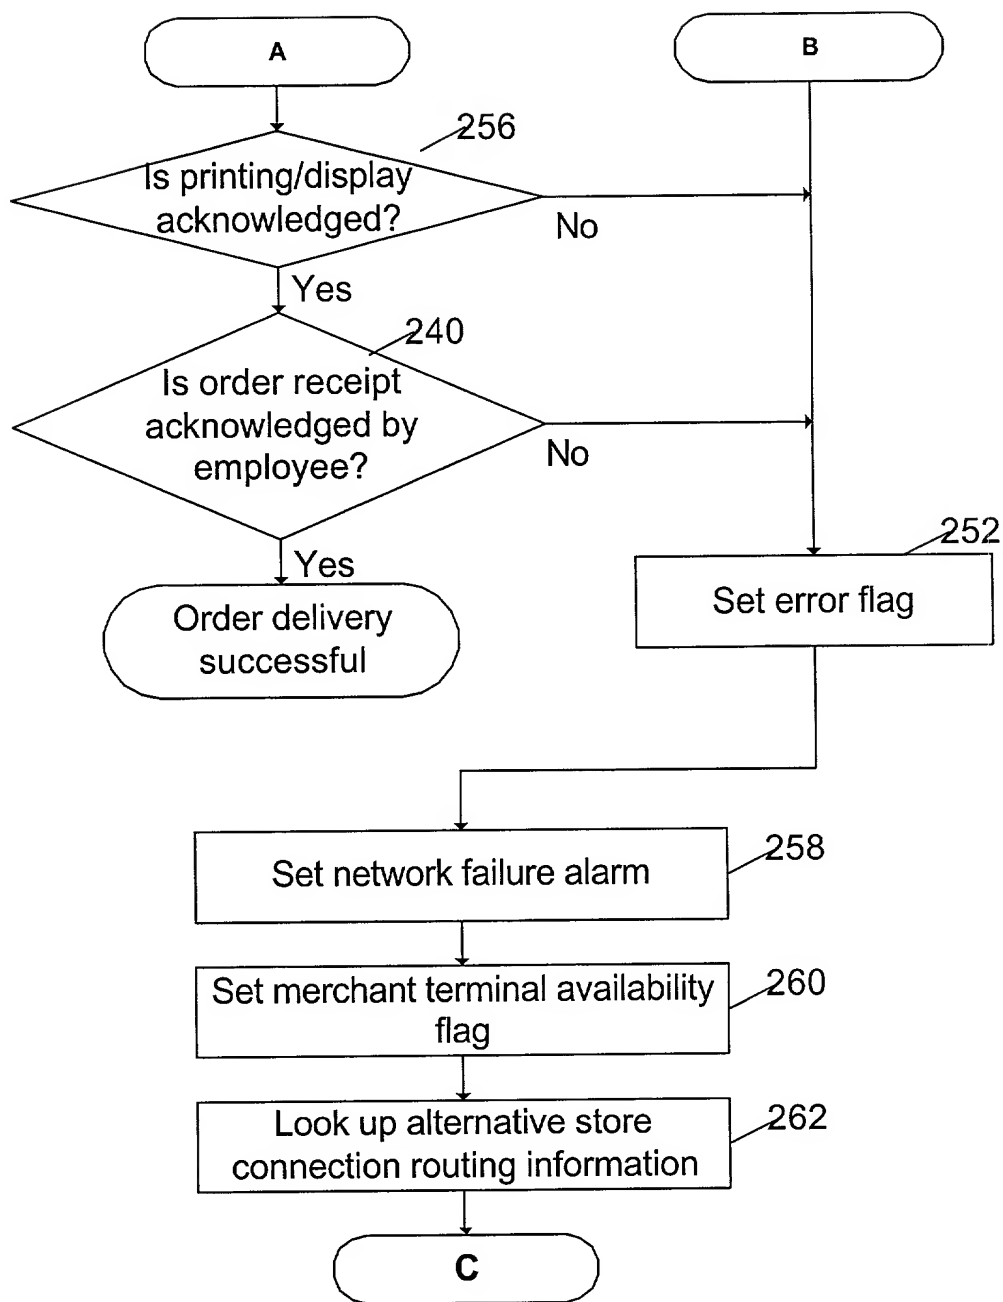 A
B
256
Is printing/display
acknowledged?
No
Yes
240
Is order receipt
acknowledged by
employee?
No
Yes
252
Order delivery
successful
Set error flag
258
Set network failure alarm
260
Set merchant terminal availability
flag
262
Look up alternative store
connection routing information
C